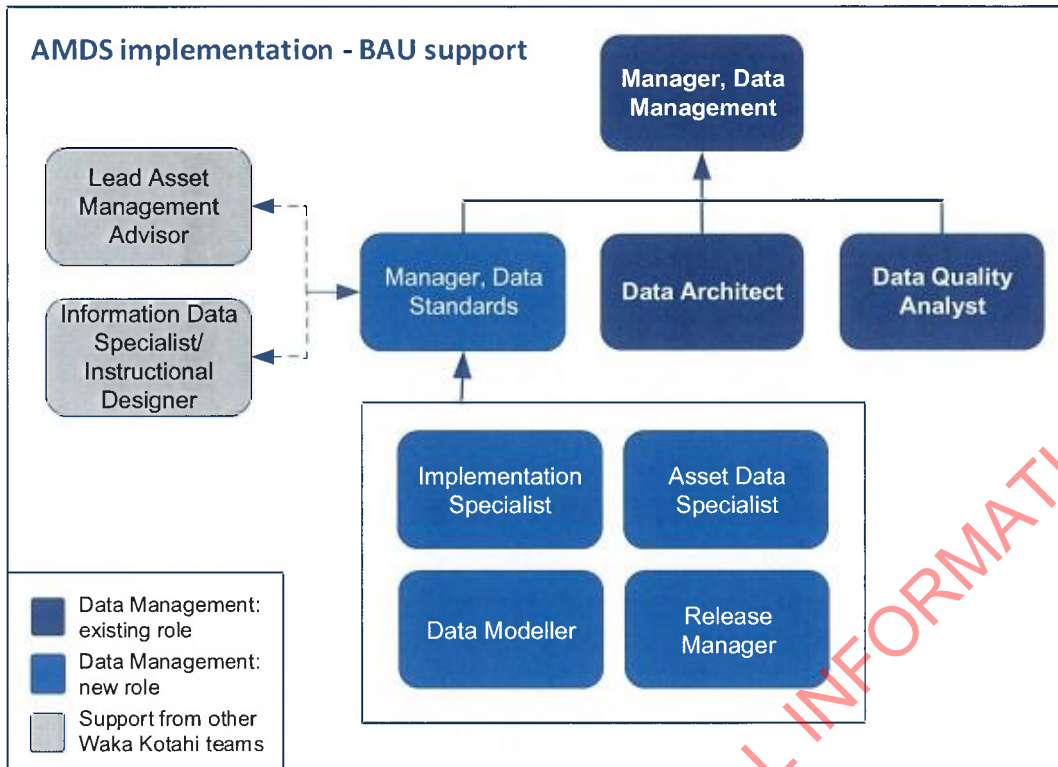 AMDS implementation - BAU support
Manager, Data
Management
Lead Asset
Management
Advisor
Manager, Data
Standards
Data Architect
Data Quality
Analyst
Information Data
Specialist/
Instructional
Designer
Implementation
Specialist
Asset Data
Specialist
Data Modeller
Release
Manager
Data Management:
existing role
Data Management:
new role
Support from other
Waka Kotahi teams
INFORMATI